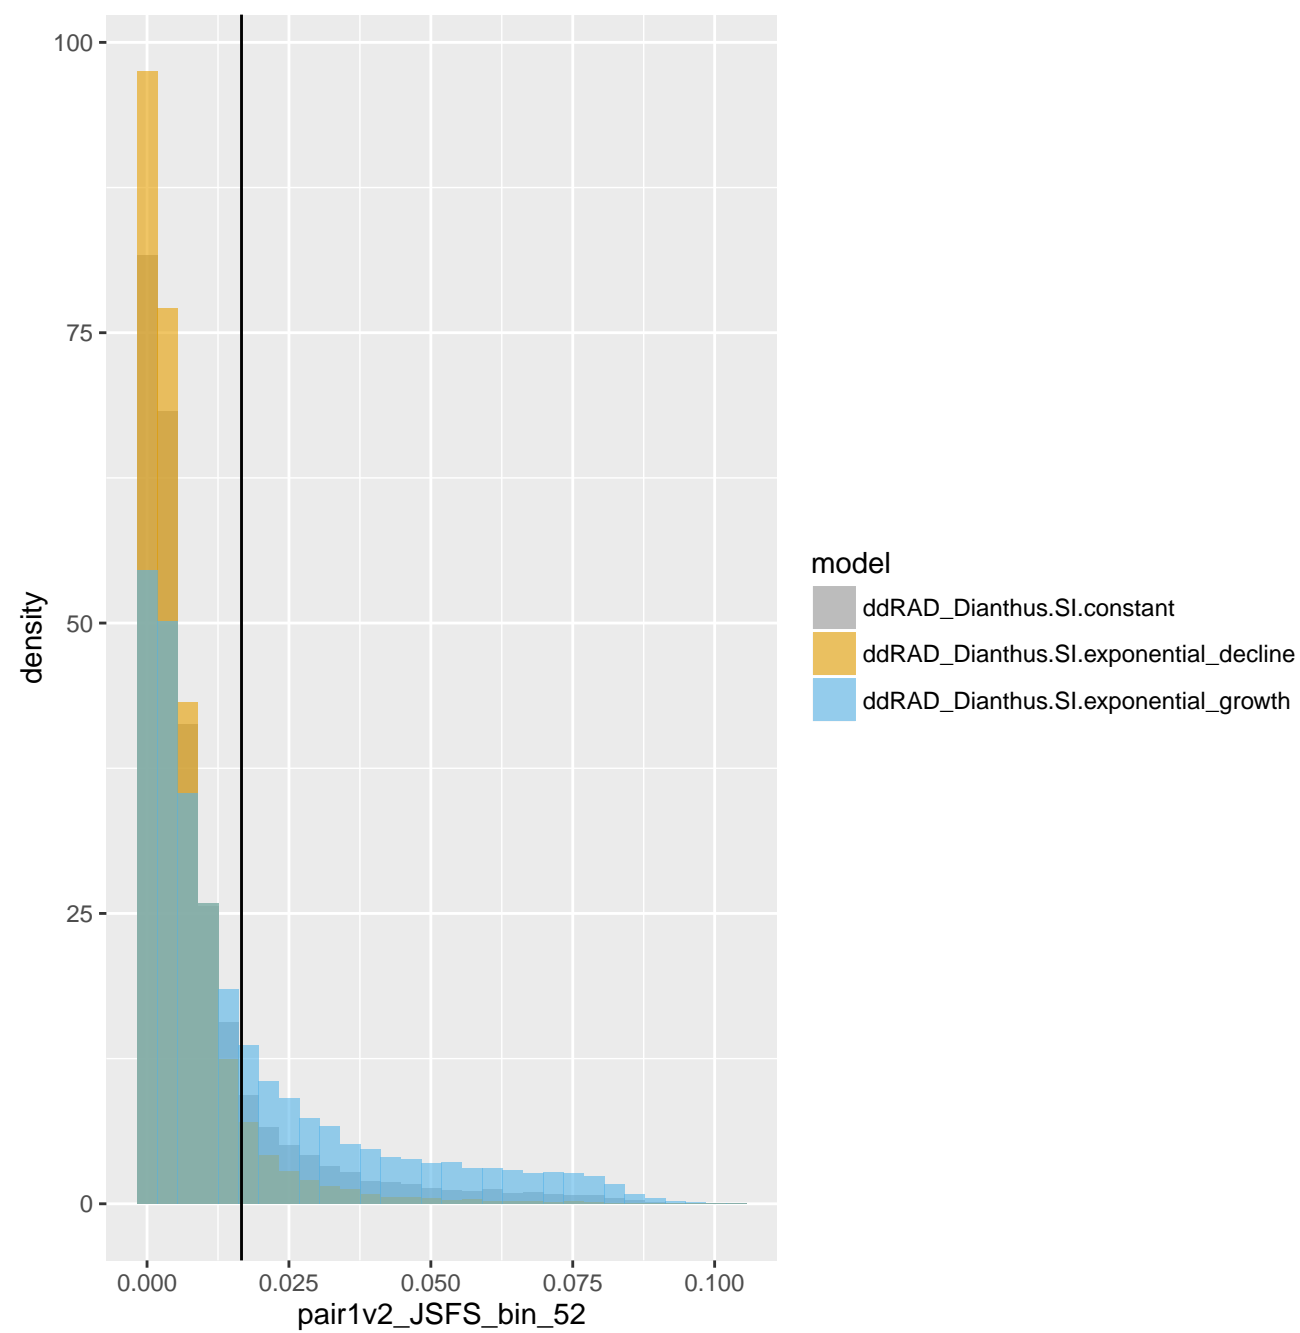 100
75
50
25
0
density
0.000
0.025
0.050
0.075
0.100
pair1v2_JSFS_bin_52
model
ddRAD_Dianthus.SI.constant
ddRAD_Dianthus.SI.exponential_decline
ddRAD_Dianthus.SI.exponential_growth